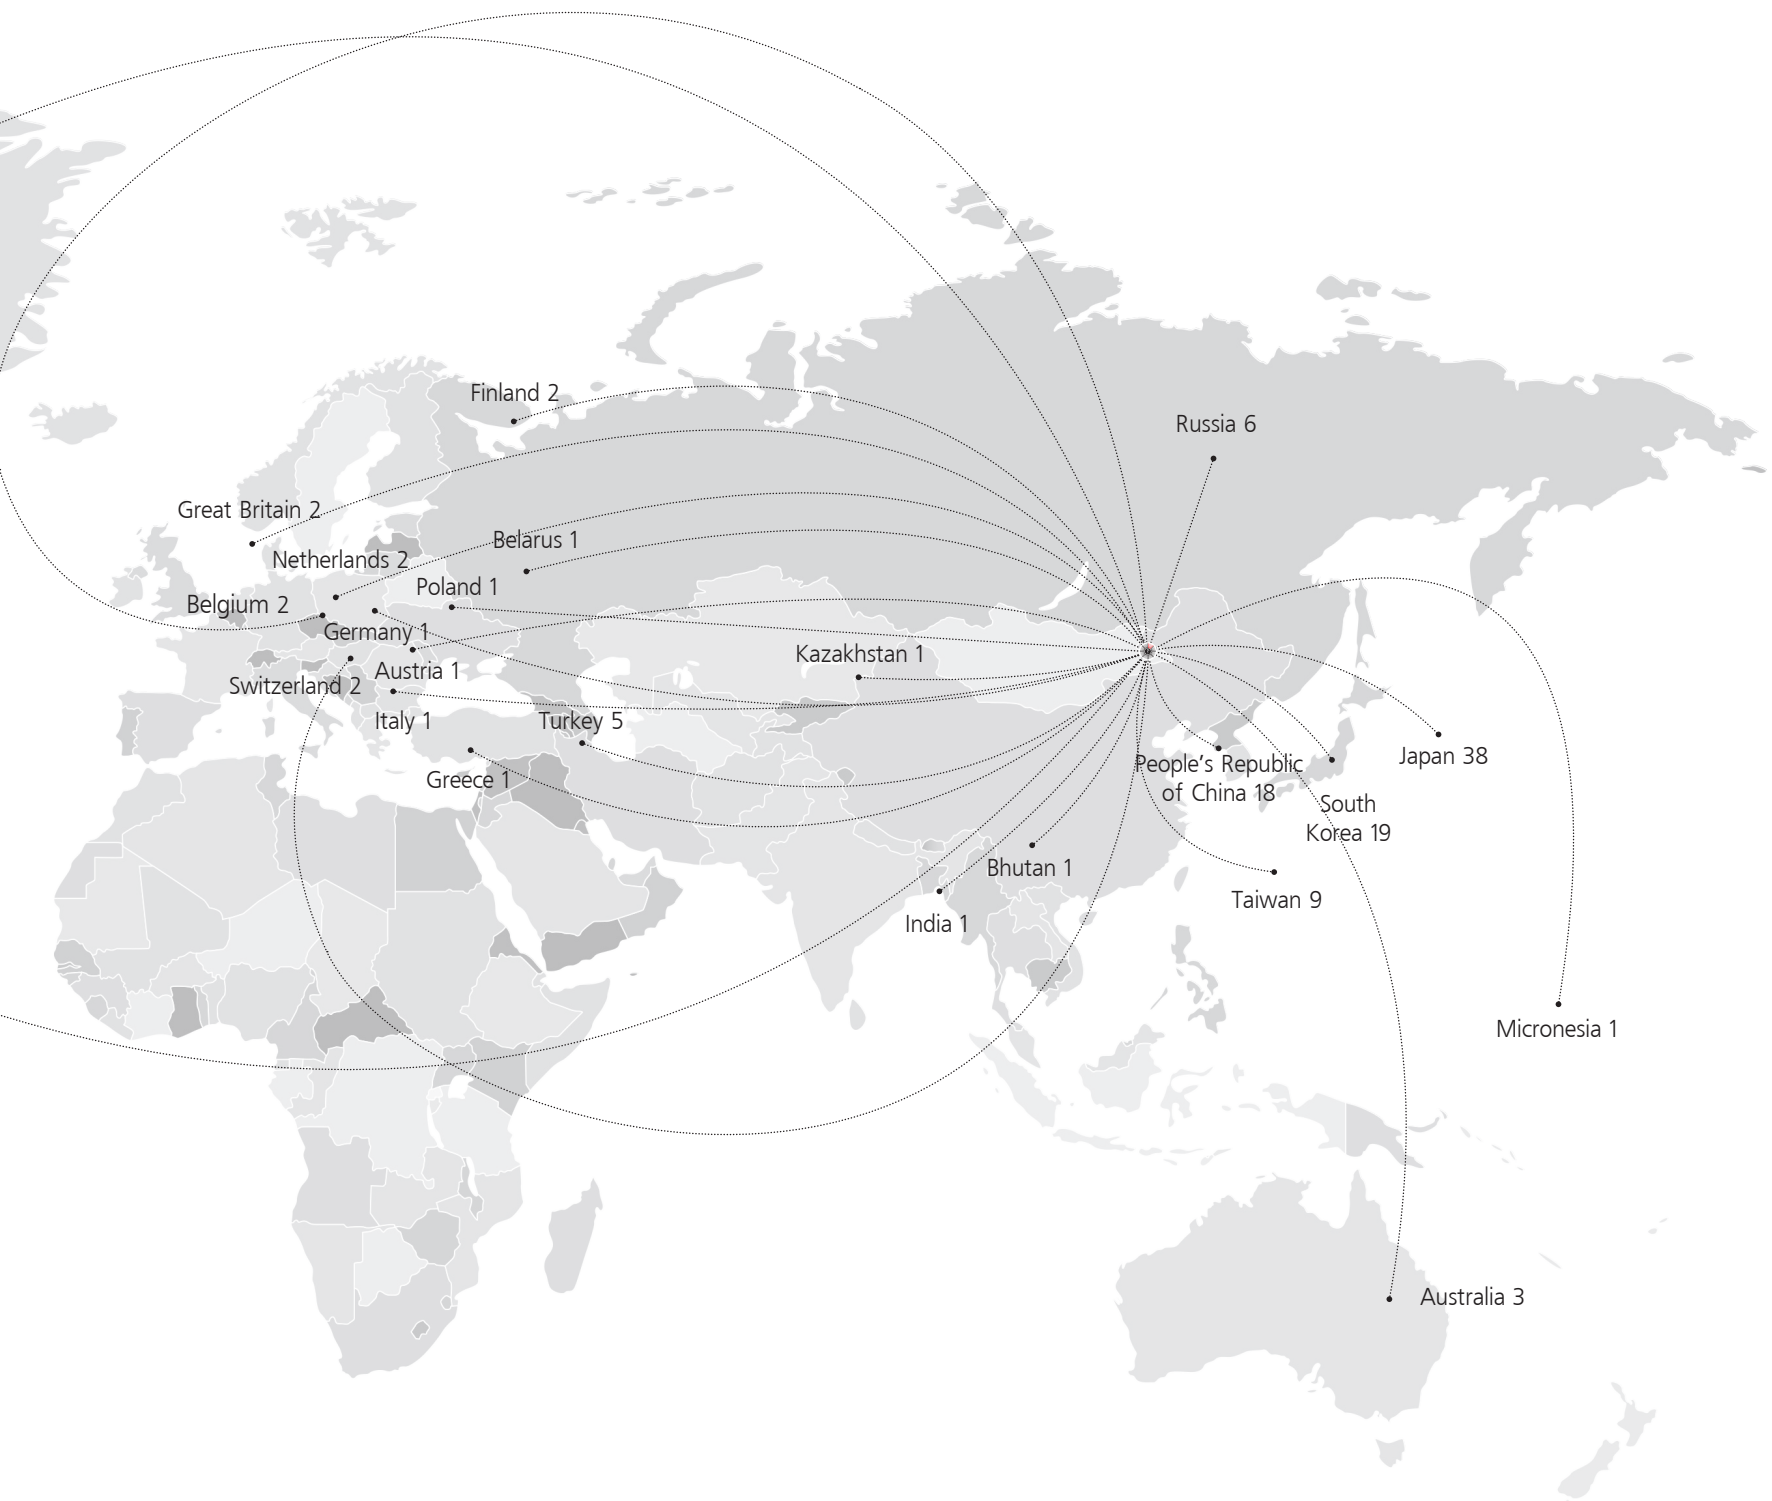 Finland 2
Russia 6
Great Britain 2
Belarus 1
Netherlands 2
Poland 1
Belgium 2
Germany 1
Kazakhstan 1
Austria 1
Switzerland 2
Italy 1
Turkey 5
Japan 38
People’s Republic
of China 18
Greece 1
South
Korea 19
Bhutan 1
Taiwan 9
India 1
Micronesia 1
Australia 3